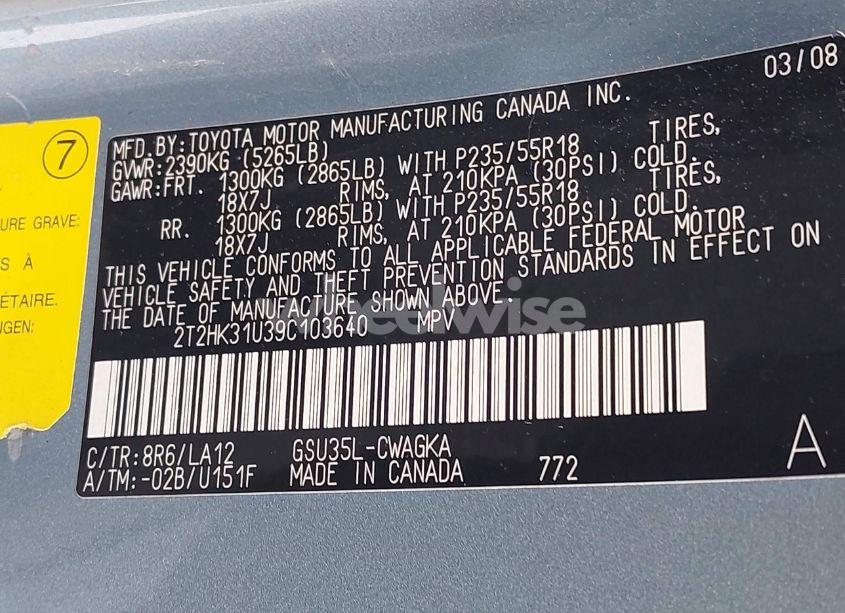 7
URE GRAVE:
S À
ÉTAIRE.
UGEN:
03/08
MFD. BY: TOYOTA MOTOR MANUFACTURING CANADA INC.
GVWR: 2390KG (5265LB)
GAWR: FRT. 1300KG (2865LB) WITH P235/55R18 TIRES,
18X7J RIMS, AT 210KPA (30PSI) COLD.
RR. 1300KG (2865LB) WITH P235/55R18 TIRES,
18X7J RIMS, AT 210KPA (30PSI) COLD.
THIS VEHICLE CONFORMS TO ALL APPLICABLE FEDERAL MOTOR
VEHICLE SAFETY AND THEFT PREVENTION STANDARDS IN EFFECT ON
THE DATE OF MANUFACTURE SHOWN ABOVE.
2T2HK31U39C103640 MPV
wheelwise
C/TR: 8R6/LA12 GSU35L-CWAGKA
A/TM: -02B/U151F MADE IN CANADA 772 A